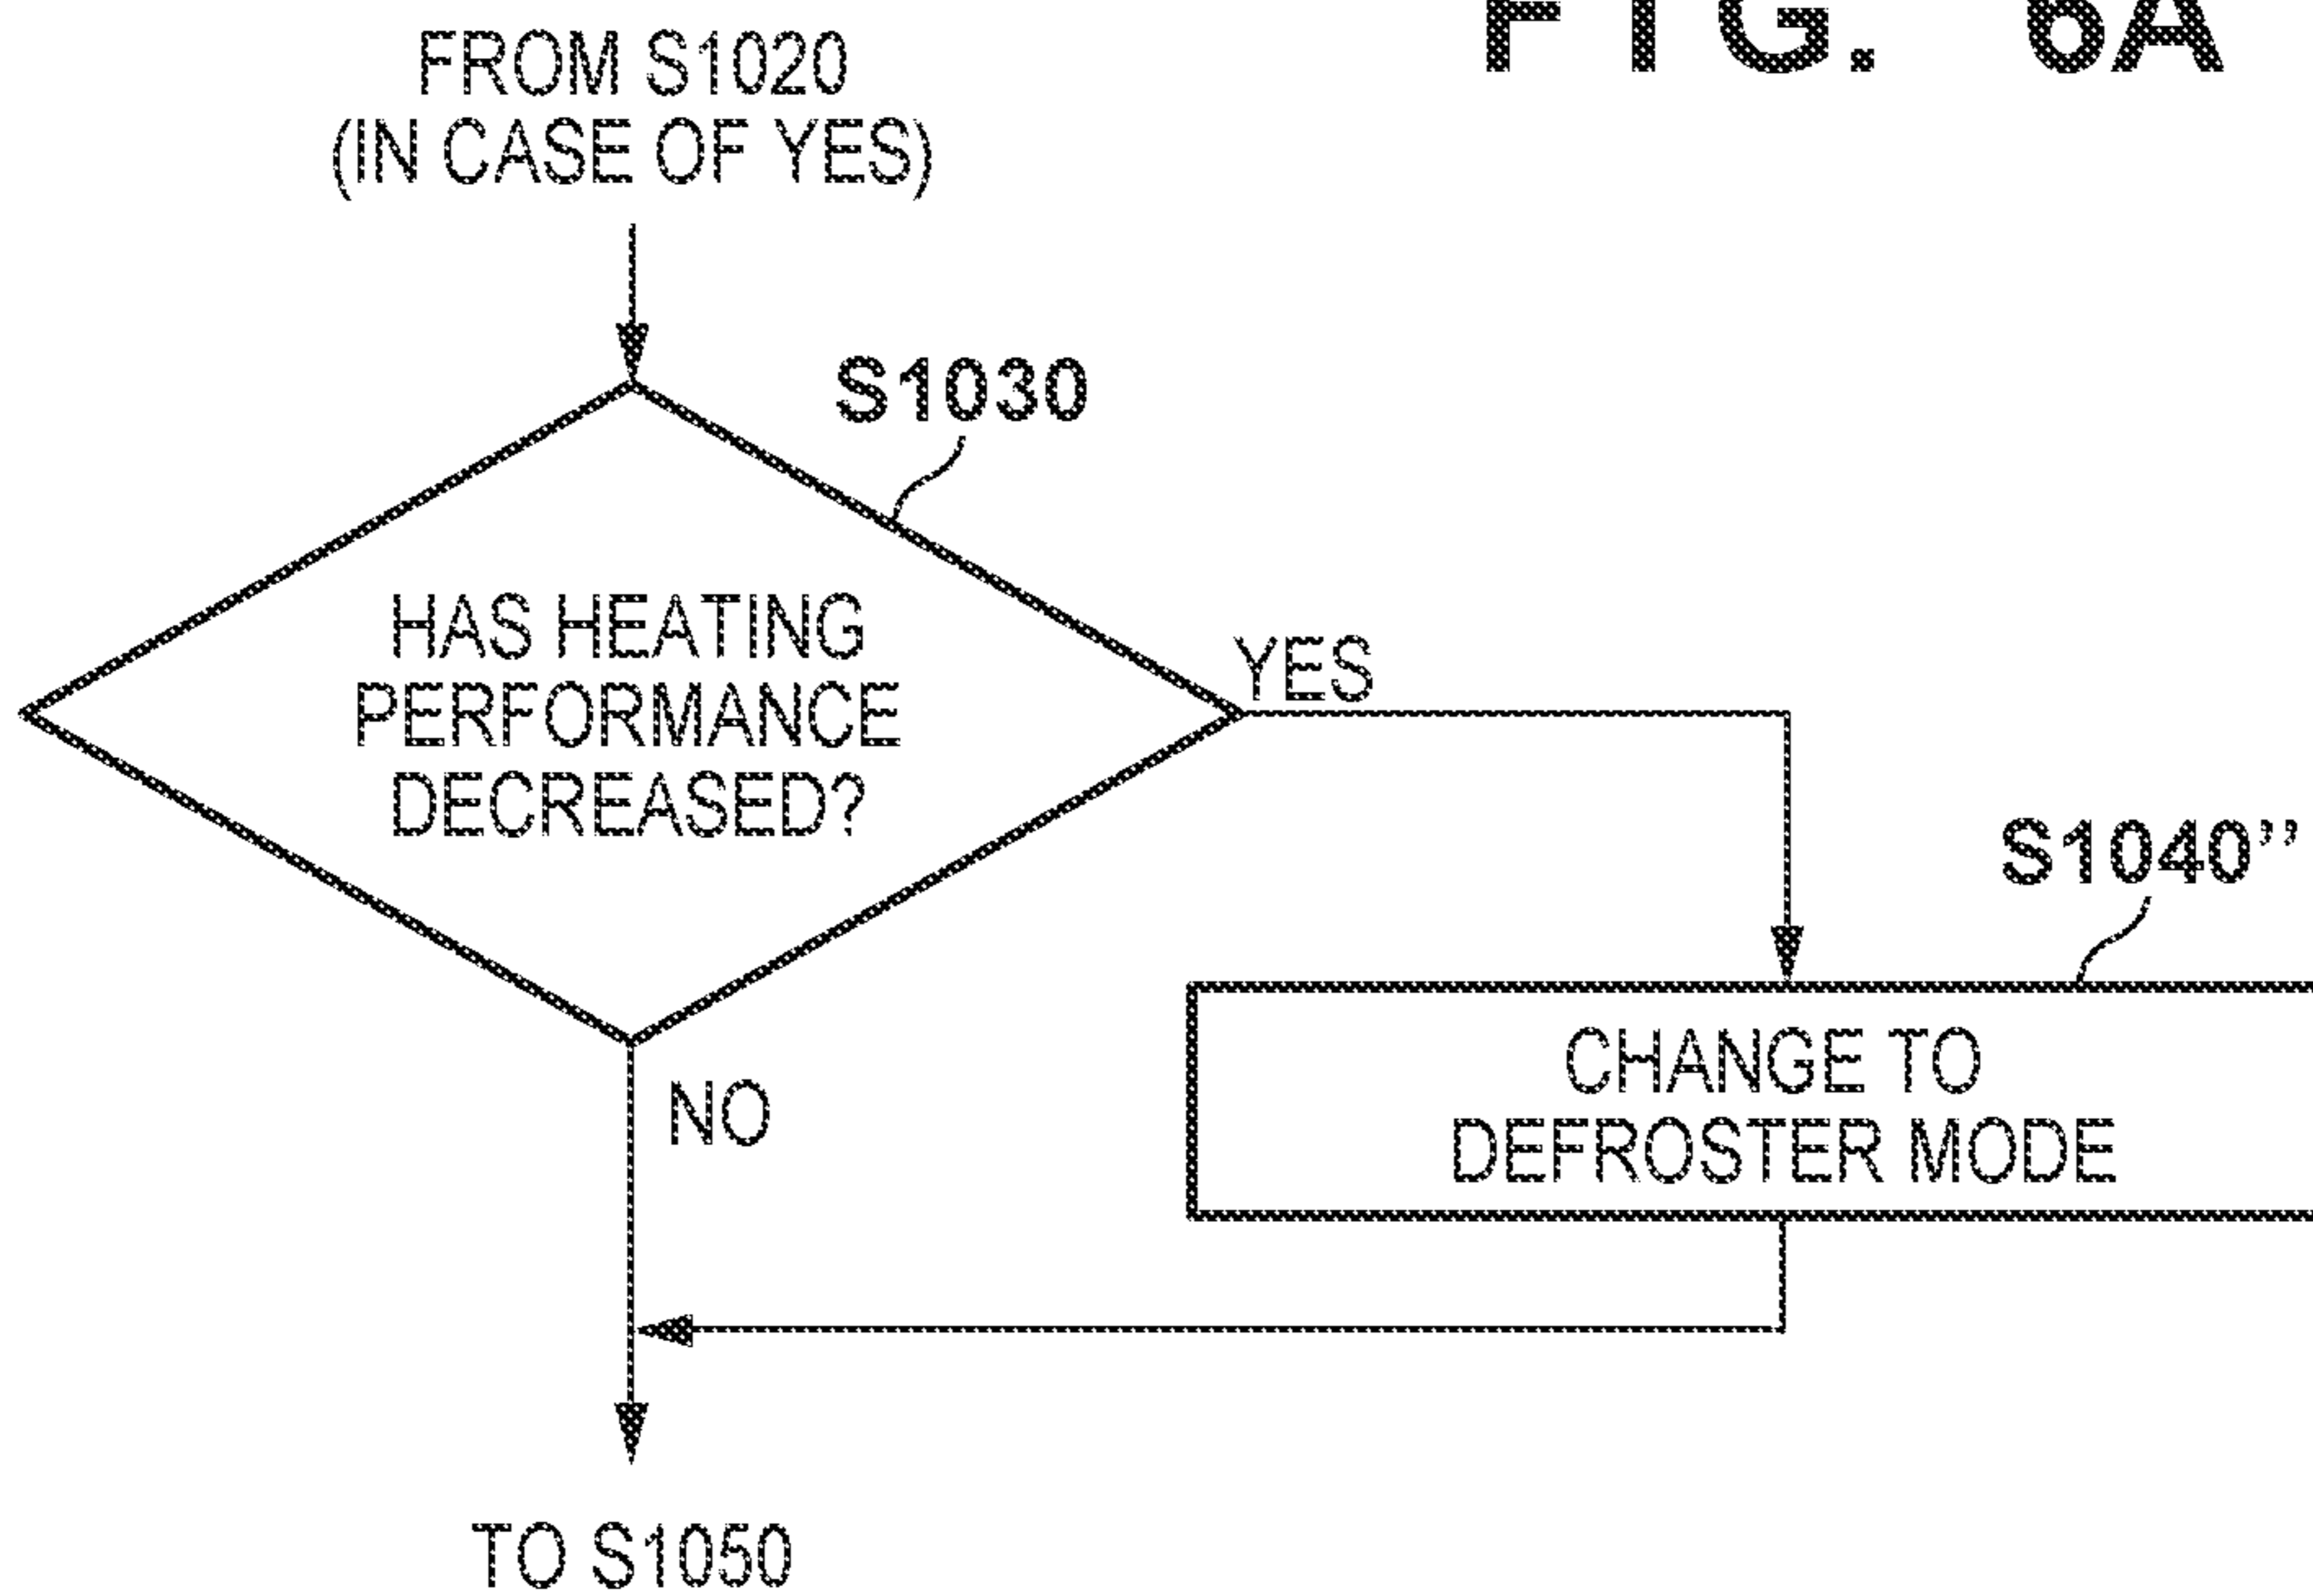 FIG. 6A
FROM S1020
(IN CASE OF YES)
S1030
HAS HEATING
PERFORMANCE
DECREASED?
YES
S1040”
CHANGE TO
DEFROSTER MODE
NO
TO S1050